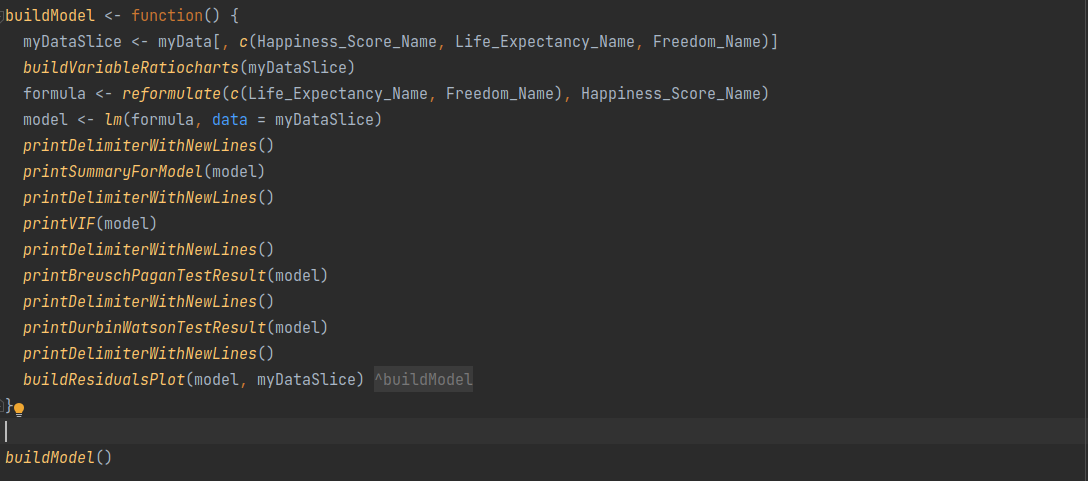 buildModel <- function() {
  myDataSlice <- myData[, c(Happiness_Score_Name, Life_Expectancy_Name, Freedom_Name)]
  buildVariableRatiocharts(myDataSlice)
  formula <- reformulate(c(Life_Expectancy_Name, Freedom_Name), Happiness_Score_Name)
  model <- lm(formula, data = myDataSlice)
  printDelimiterWithNewLines()
  printSummaryForModel(model)
  printDelimiterWithNewLines()
  printVIF(model)
  printDelimiterWithNewLines()
  printBreuschPaganTestResult(model)
  printDelimiterWithNewLines()
  printDurbinWatsonTestResult(model)
  printDelimiterWithNewLines()
  buildResidualsPlot(model, myDataSlice) ^buildModel
}
buildModel()